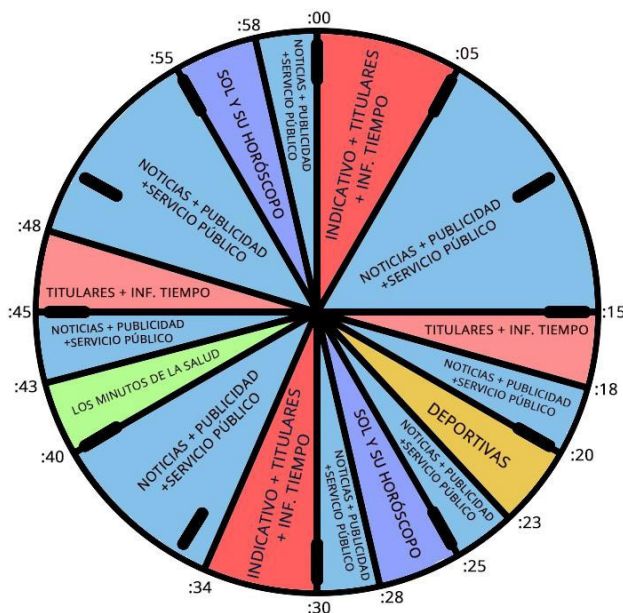 :00
INDICATIVO + TITULARES
+ INF. TIEMPO
:05
NOTICIAS + PUBLICIDAD
+SERVICIO PÚBLICO
:15
TITULARES + INF. TIEMPO
:18
NOTICIAS + PUBLICIDAD
+SERVICIO PÚBLICO
:20
DEPORTIVAS
:23
NOTICIAS + PUBLICIDAD
+SERVICIO PÚBLICO
:25
SOL Y SU HORÓSCOPO
:28
NOTICIAS + PUBLICIDAD
+SERVICIO PÚBLICO
:30
INDICATIVO + TITULARES
+ INF. TIEMPO
:34
NOTICIAS + PUBLICIDAD
+SERVICIO PÚBLICO
:40
LOS MINUTOS DE LA SALUD
:43
NOTICIAS + PUBLICIDAD
+SERVICIO PÚBLICO
:45
TITULARES + INF. TIEMPO
:48
NOTICIAS + PUBLICIDAD
+SERVICIO PÚBLICO
:55
SOL Y SU HORÓSCOPO
:58
NOTICIAS + PUBLICIDAD
+SERVICIO PÚBLICO